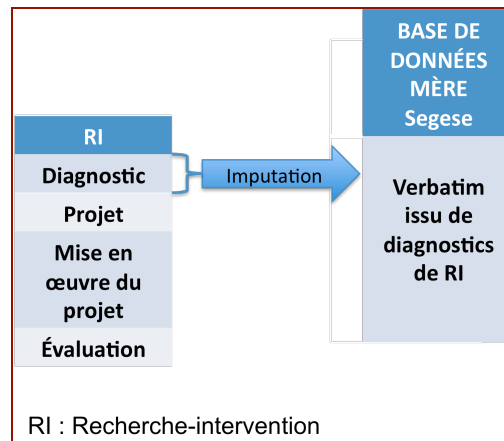 RI
Diagnostic
Projet
Mise en
œuvre du
projet
Évaluation
Imputation
BASE DE
DONNÉES
MÈRE
Segese
Verbatim
issu de
diagnostics
de RI
RI : Recherche-intervention